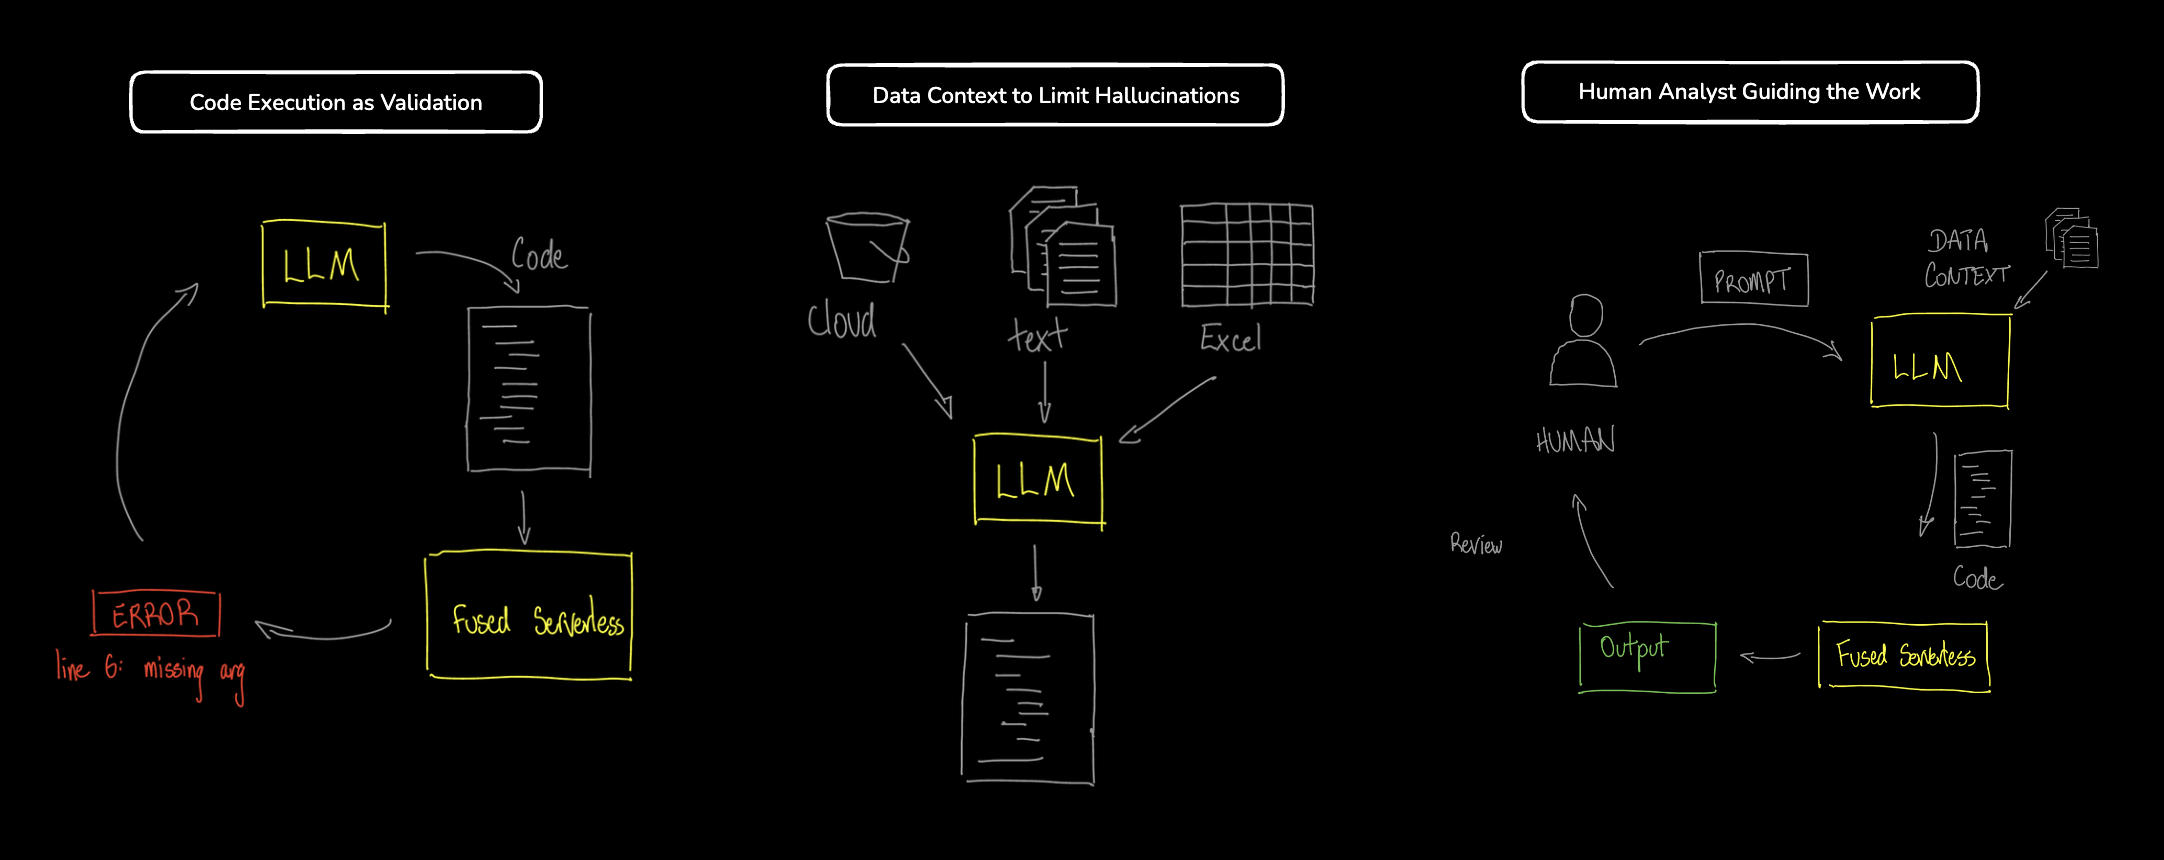 Code Execution as Validation
LLM
Code
Fused Serverless
ERROR
line 6: missing arg
Data Context to Limit Hallucinations
cloud
text
Excel
LLM
Human Analyst Guiding the Work
HUMAN
PROMPT
DATA
CONTEXT
LLM
Code
Fused Serverless
Output
Review